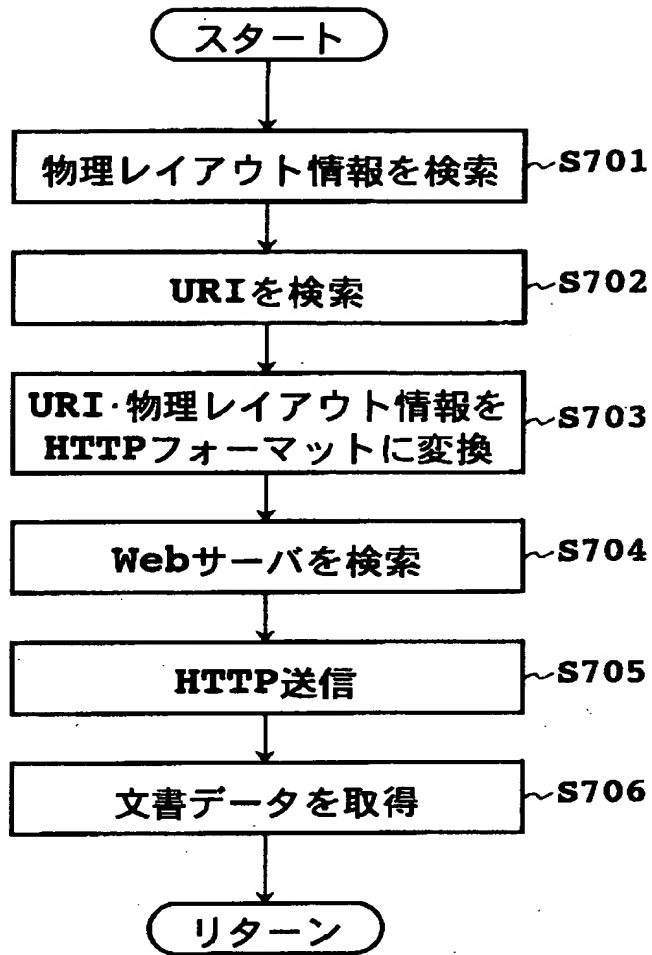 スタート
物理レイアウト情報を検索 ~S701
URIを検索 ~S702
URI・物理レイアウト情報を
HTTPフォーマットに変換 ~S703
Webサーバを検索 ~S704
HTTP送信 ~S705
文書データを取得 ~S706
リターン